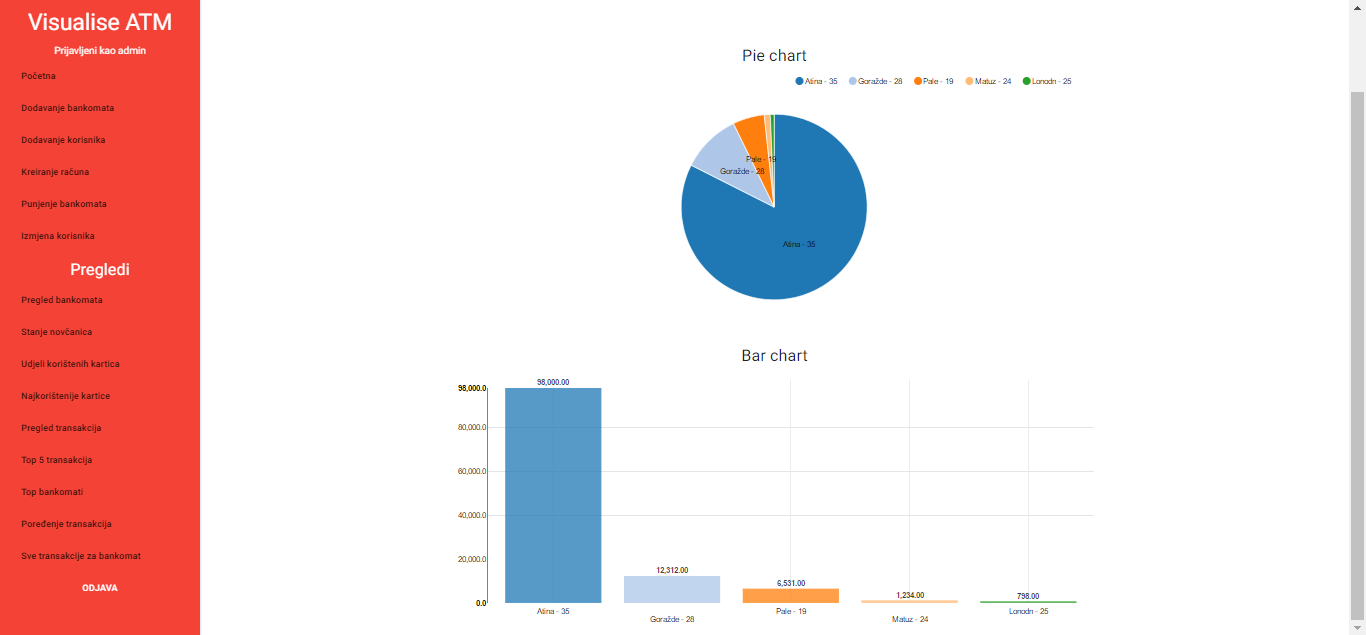 Visualise ATM
Prijavljeni kao admin
Početna
Dodavanje bankomata
Dodavanje korisnika
Kreiranje računa
Punjenje bankomata
Izmjena korisnika
Pregledi
Pregled bankomata
Stanje novčanica
Udjeli korištenih kartica
Najkorištenije kartice
Pregled transakcija
Top 5 transakcija
Top bankomati
Poređenje transakcija
Sve transakcije za bankomat
ODJAVA
Pie chart
Atina - 35 Goražde - 28 Pale - 19 Matuz - 24 Lonodn - 25
Pale - 19
Goražde - 28
Atina - 35
Bar chart
98,000.00
98,000.0
80,000.0
60,000.0
40,000.0
20,000.0
0.0
12,312.00
6,531.00
1,234.00
798.00
Atina - 35
Goražde - 28
Pale - 19
Matuz - 24
Lonodn - 25